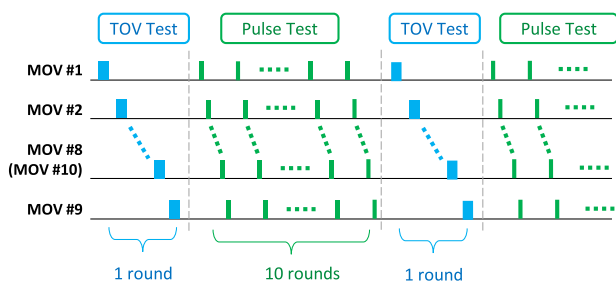 TOV Test
Pulse Test
TOV Test
Pulse Test
MOV #1
MOV #2
MOV #8
(MOV #10)
MOV #9
1 round
10 rounds
1 round